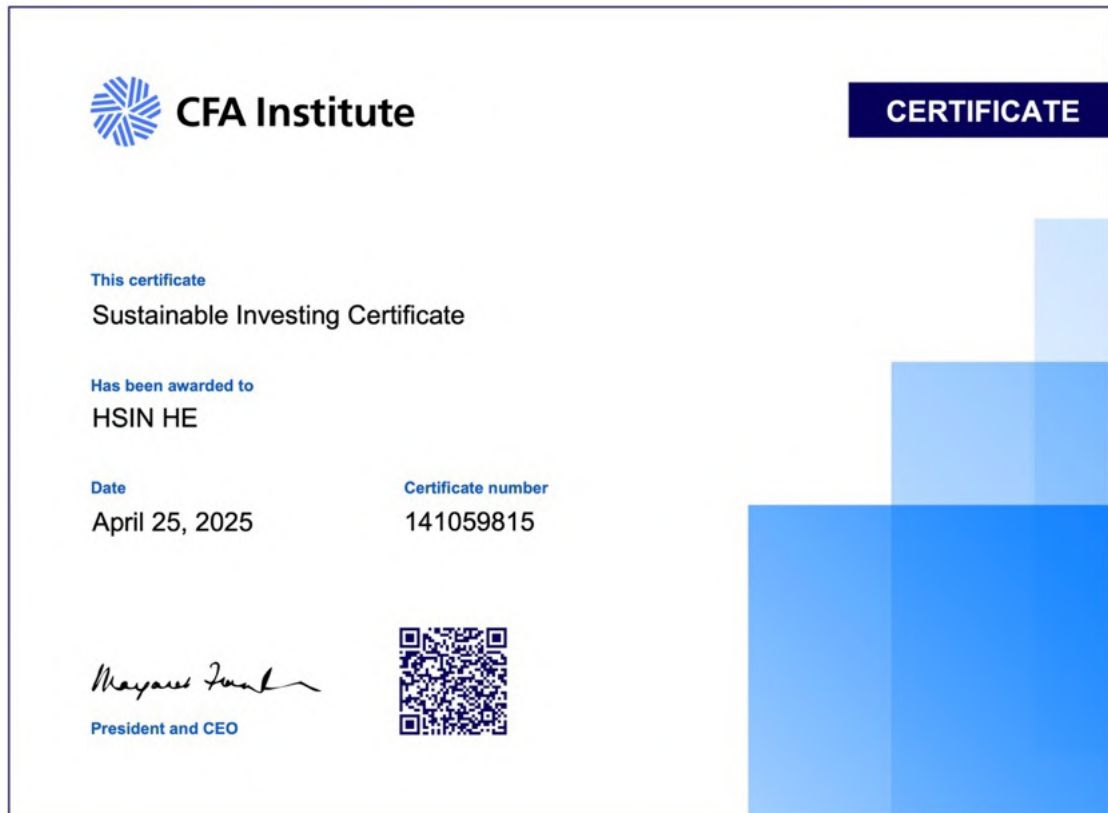 CFA Institute
CERTIFICATE
This certificate
Sustainable Investing Certificate
Has been awarded to
HSIN HE
Date
April 25, 2025
Certificate number
141059815
President and CEO